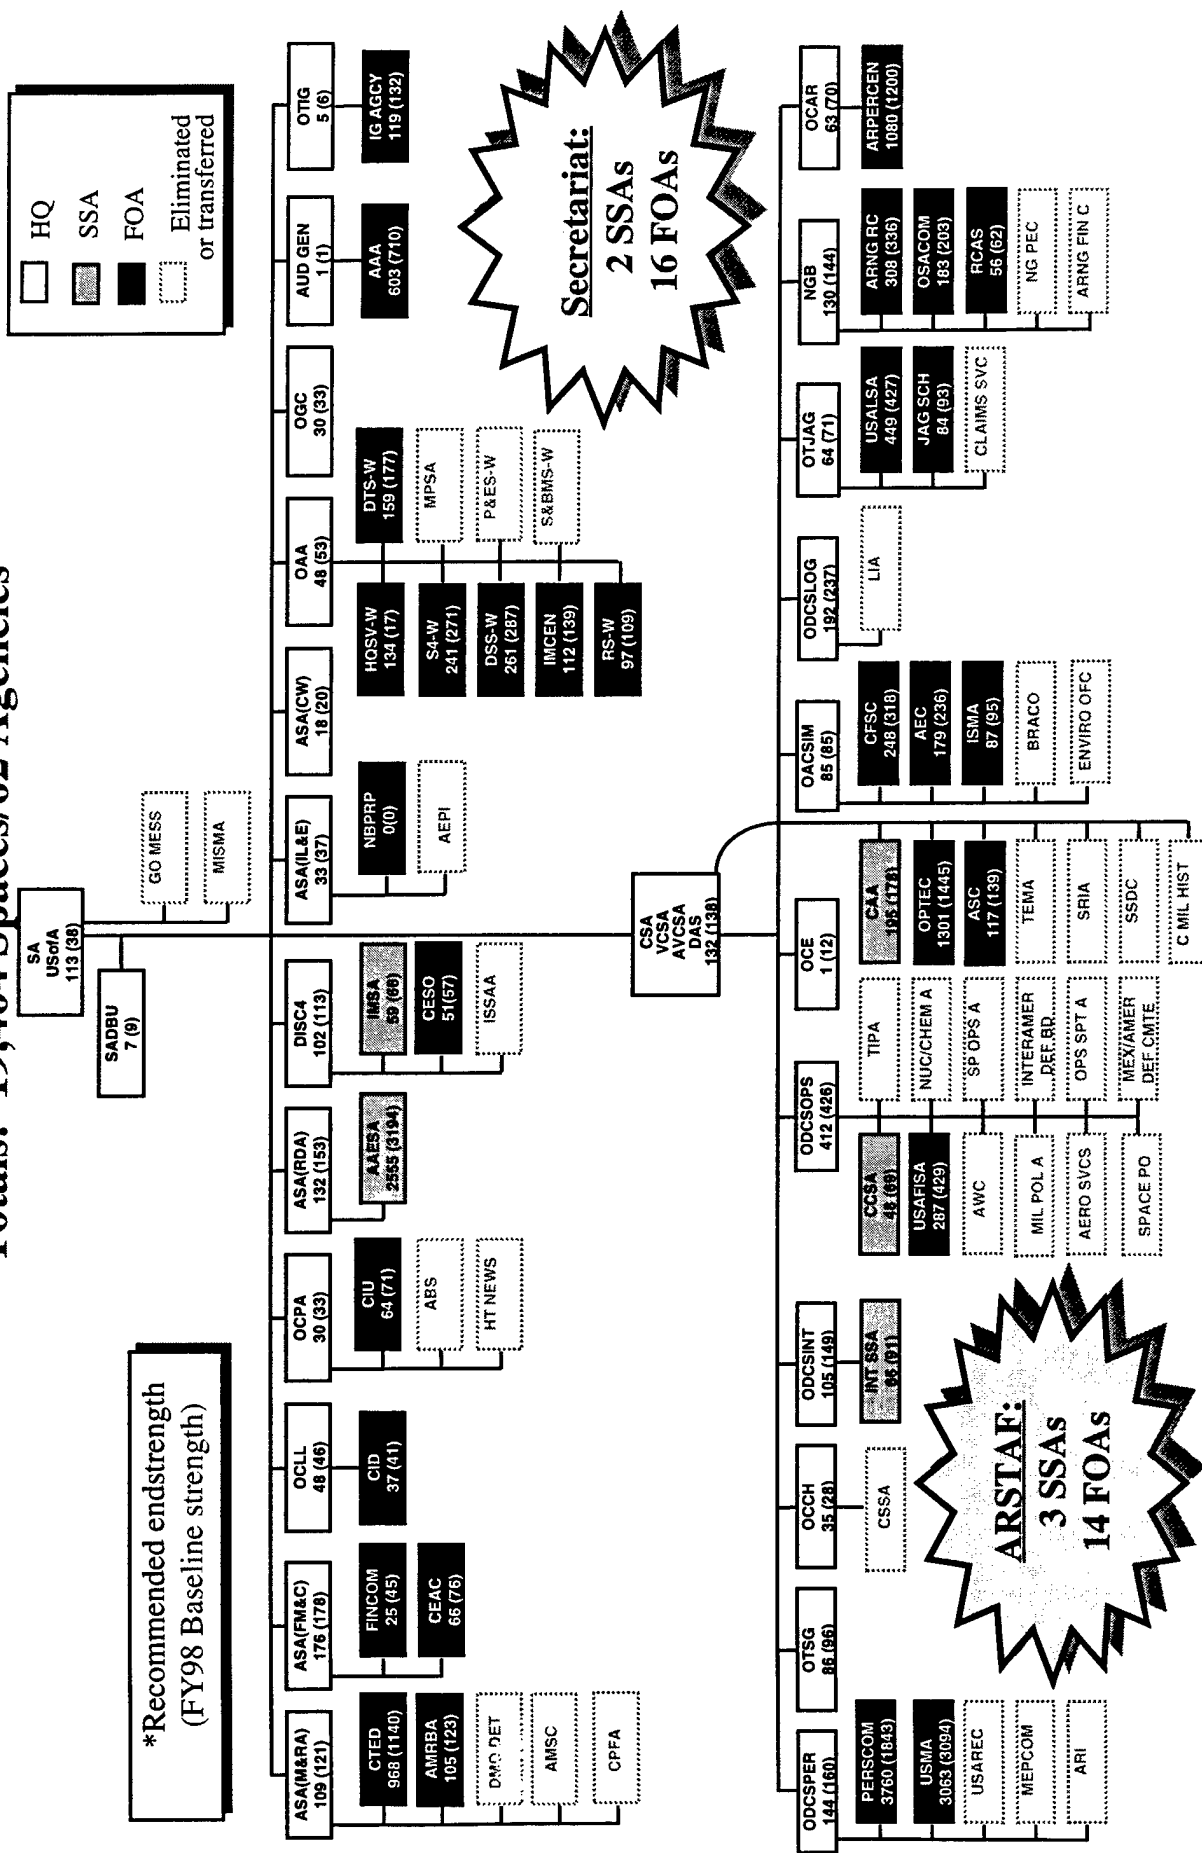 SA
USofA
113 (38)
SADBU
7 (9)
GO MESS
MISMA
HQ
SSA
FOA
Eliminated
or transferred
*Recommended endstrength
(FY98 Baseline strength)
ASA(M&RA)
109 (121)
CTED
968 (1140)
AMRBA
105 (123)
DMO DET
AMSC
CPFA
ASA(FM&C)
176 (178)
FINCOM
25 (45)
CEAC
66 (76)
OCLL
48 (46)
CID
37 (41)
OCPA
30 (33)
CIU
64 (71)
ABS
HT NEWS
ASA(RDA)
132 (153)
AAESA
2555 (3194)
DISC4
102 (113)
IMSA
59 (66)
CESO
51(57)
ISSAA
ASA(IL&E)
33 (37)
NBPRP
0(0)
AEPI
ASA(CW)
18 (20)
OAA
48 (53)
HQSV-W
134 (17)
S4-W
241 (271)
DSS-W
261 (287)
IMCEN
112 (139)
RS-W
97 (109)
DTS-W
159 (177)
MPSA
P&ES-W
S&BMS-W
OGC
30 (33)
AUD GEN
1 (1)
AAA
603 (710)
OTIG
5 (6)
IG AGCY
119 (132)
Secretariat:
2 SSAs
16 FOAs
CSA
VCSA
AVCSA
DAS
132 (138)
ODCSPER
144 (160)
PERSCOM
3760 (1843)
USMA
3063 (3094)
USAREC
MEPCOM
ARI
OTSG
86 (96)
OCCH
35 (28)
CSSA
ODCSINT
105 (149)
INT SSA
66 (91)
ARSTAF:
3 SSAs
14 FOAs
ODCSOPS
412 (426)
CCSA
48 (69)
USAFISA
287 (429)
AWC
MIL POL A
AERO SVCS
SPACE PO
TIPA
NUC/CHEM A
SP OPS A
INTERAMER
DEF BD
OPS SPT A
MEX/AMER
DEF CMTE
OCE
1 (12)
CAA
195 (178)
OPTEC
1301 (1445)
ASC
117 (139)
TEMA
SRIA
SSDC
C MIL HIST
OACSIM
85 (85)
CFSC
248 (318)
AEC
179 (236)
ISMA
87 (95)
BRACO
ENVIRO OFC
ODCSLOG
192 (237)
LIA
OTJAG
64 (71)
USALSA
449 (427)
JAG SCH
84 (93)
CLAIMS SVC
NGB
130 (144)
ARNG RC
308 (336)
OSACOM
183 (203)
RCAS
56 (62)
NG PEC
ARNG FIN C
OCAR
63 (70)
ARPERCEN
1080 (1200)